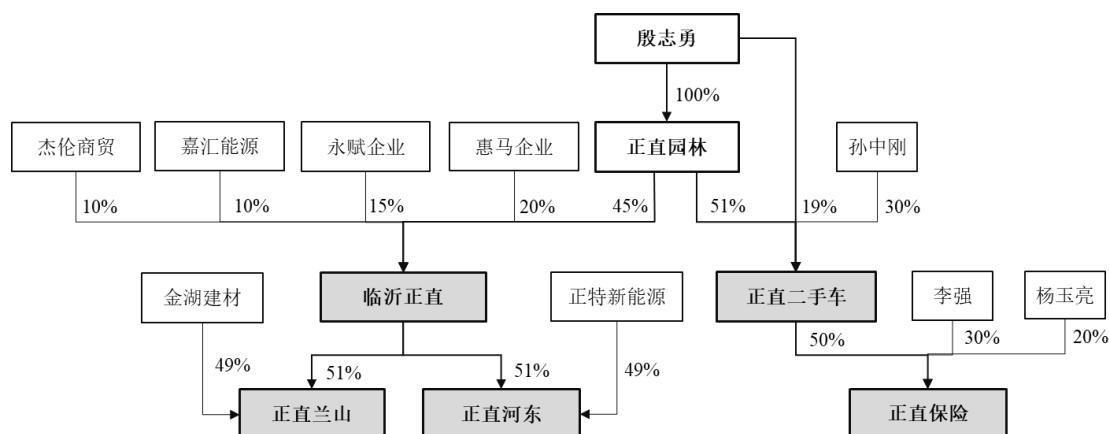 殷志勇
100%
杰伦商贸
嘉汇能源
永赋企业
惠马企业
正直园林
孙中刚
10%
10%
15%
20%
45%
51%
19%
30%
金湖建材
临沂正直
正特新能源
正直二手车
李强
杨玉亮
49%
51%
51%
49%
50%
30%
20%
正直兰山
正直河东
正直保险